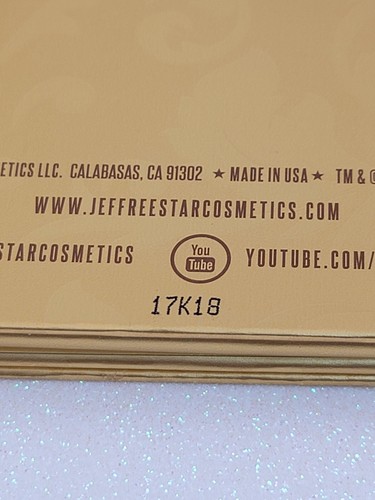 ETICS LLC. CALABASAS, CA 91302 ★ MADE IN USA ★ TM & ©
WWW.JEFFREESTARCOSMETICS.COM
STARCOSMETICS You Tube YOUTUBE.COM/
17K18